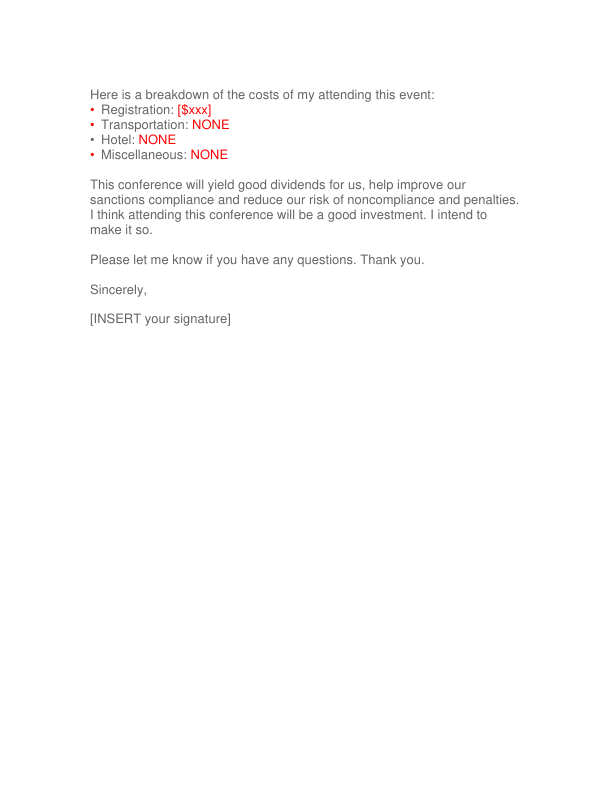 Here is a breakdown of the costs of my attending this event:
• Registration: [$xxx]
• Transportation: NONE
• Hotel: NONE
• Miscellaneous: NONE
This conference will yield good dividends for us, help improve our
sanctions compliance and reduce our risk of noncompliance and penalties.
I think attending this conference will be a good investment. I intend to
make it so.
Please let me know if you have any questions. Thank you.
Sincerely,
[INSERT your signature]